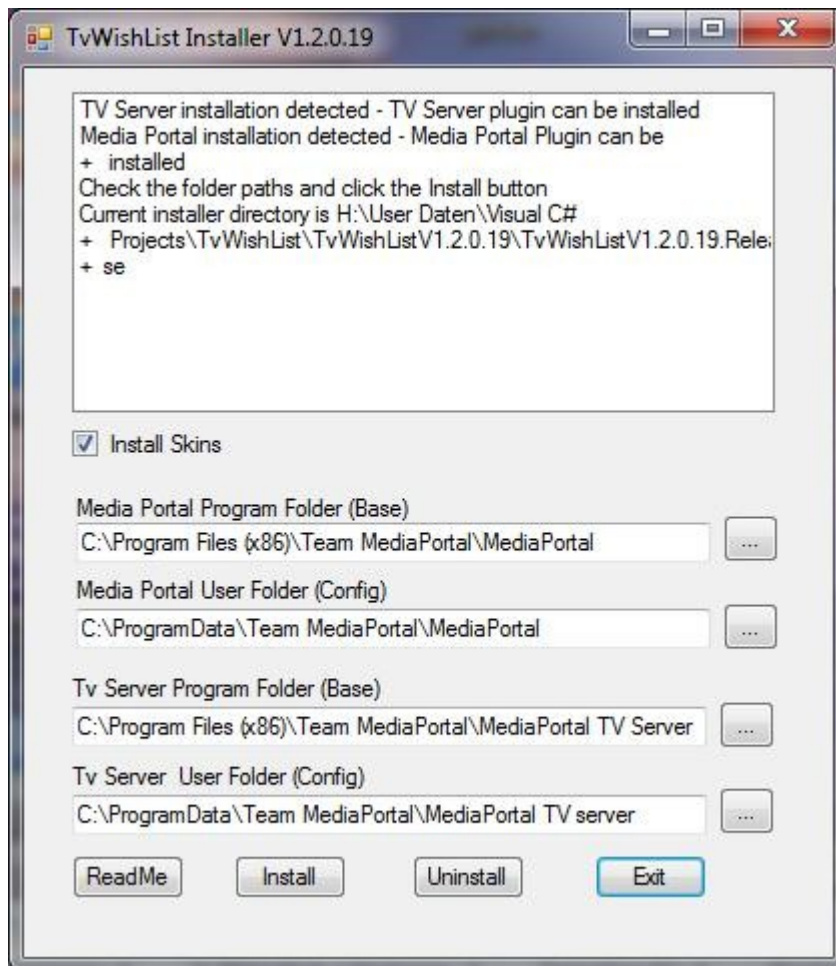 TvWishList Installer V1.2.0.19
TV Server installation detected - TV Server plugin can be installed
Media Portal installation detected - Media Portal Plugin can be
+ installed
Check the folder paths and click the Install button
Current installer directory is H:\User Daten\Visual C#
+ Projects\TvWishList\TvWishListV1.2.0.19\TvWishListV1.2.0.19.Relea
+ se
Install Skins
Media Portal Program Folder (Base)
C:\Program Files (x86)\Team MediaPortal\MediaPortal
...
Media Portal User Folder (Config)
C:\ProgramData\Team MediaPortal\MediaPortal
...
Tv Server Program Folder (Base)
C:\Program Files (x86)\Team MediaPortal\MediaPortal TV Server
...
Tv Server User Folder (Config)
C:\ProgramData\Team MediaPortal\MediaPortal TV server
...
ReadMe Install Uninstall Exit